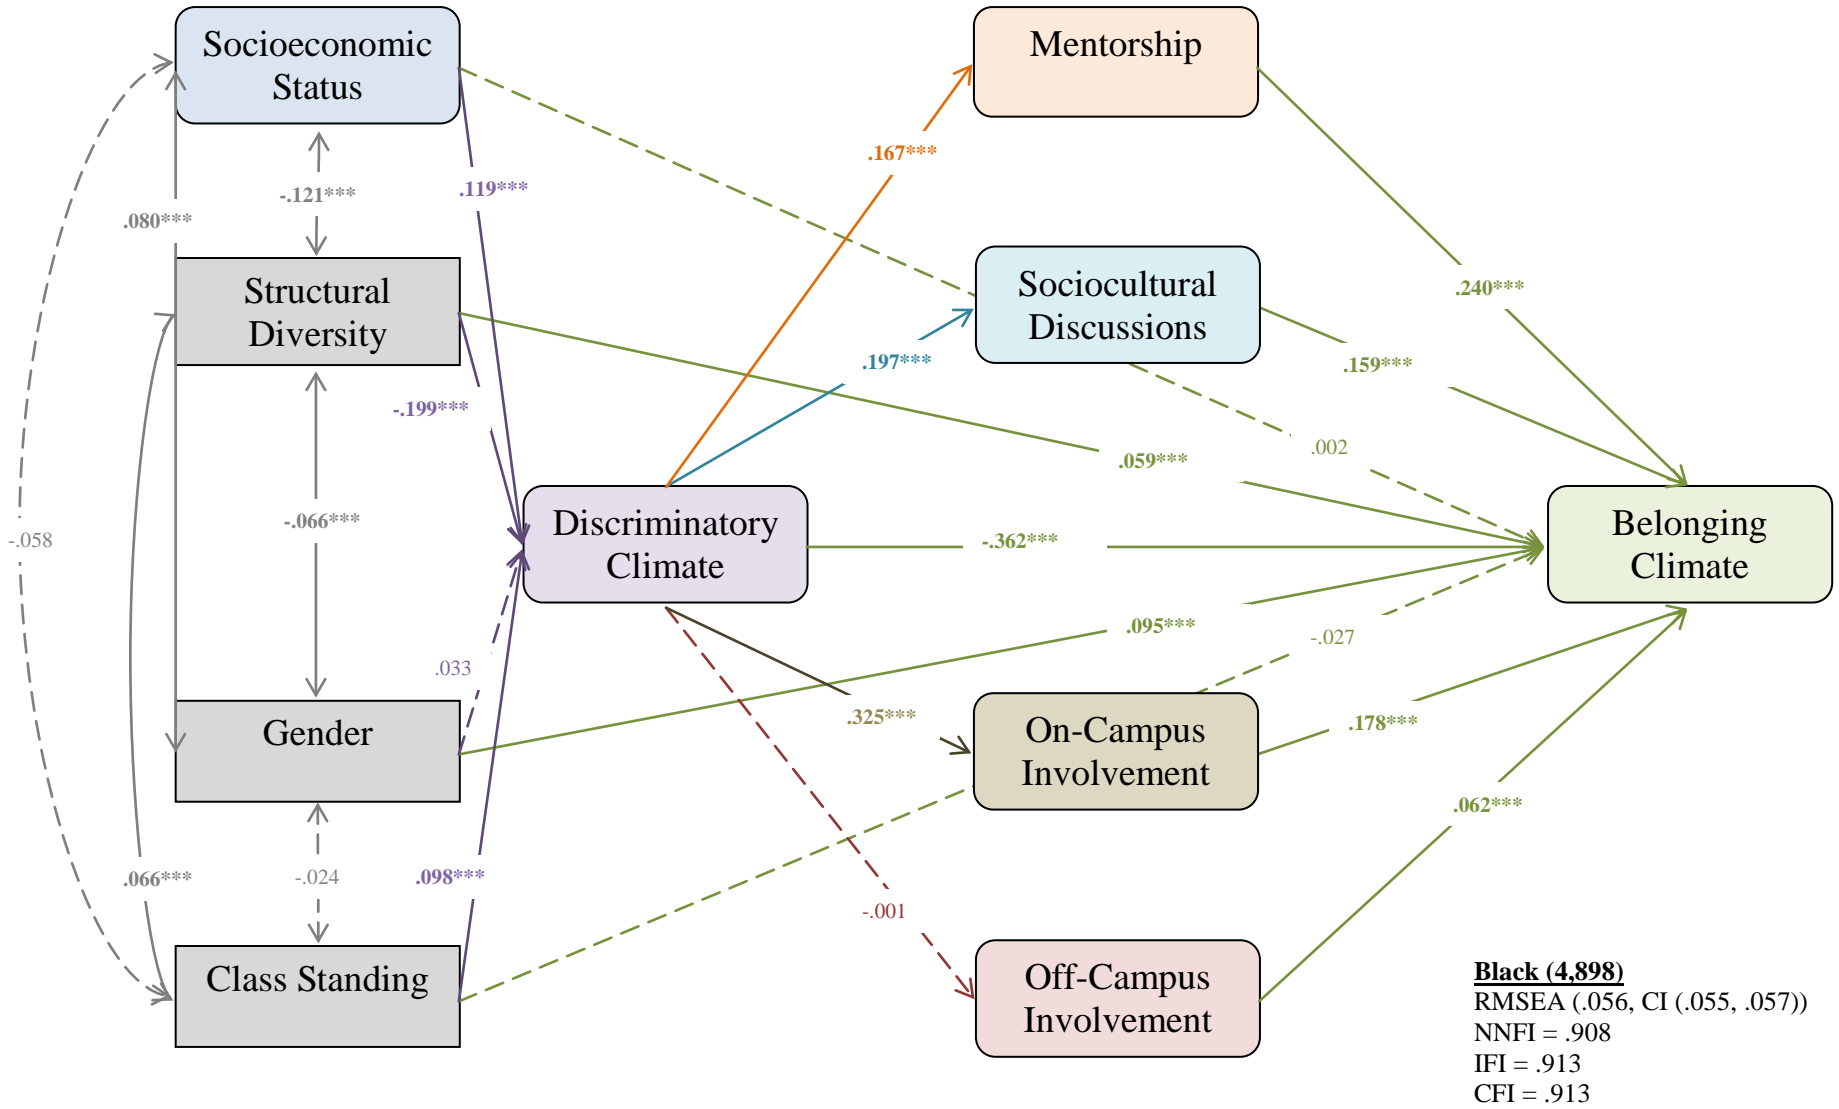 Socioeconomic
Status
Mentorship
.167***
-.121***
.119***
.080***
Structural
Diversity
Sociocultural
Discussions
.240***
.197***
.159***
-.199***
.002
.059***
-.066***
-.058
Discriminatory
Climate
-.362***
Belonging
Climate
.095***
-.027
.033
Gender
.325***
On-Campus
Involvement
.178***
.062***
.066***
-.024
.098***
-.001
Class Standing
Off-Campus
Involvement
Black (4,898)
RMSEA (.056, CI (.055, .057))
NNFI = .908
IFI = .913
CFI = .913